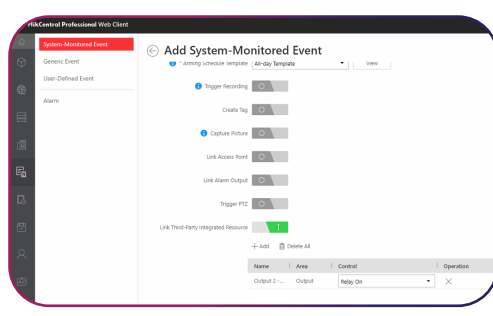 HikCentral Professional Web Client
System-Monitored Event
Generic Event
User-Defined Event
Alarm
Add System-Monitored Event
* Arming Schedule Template All-day Template View
Trigger Recording
Create Tag
Capture Picture
Link Access Point
Link Alarm Output
Trigger PTZ
Link Third-Party Integrated Resource
+ Add Delete All
Name Area Control Operation
Output 2 -... Output Relay On